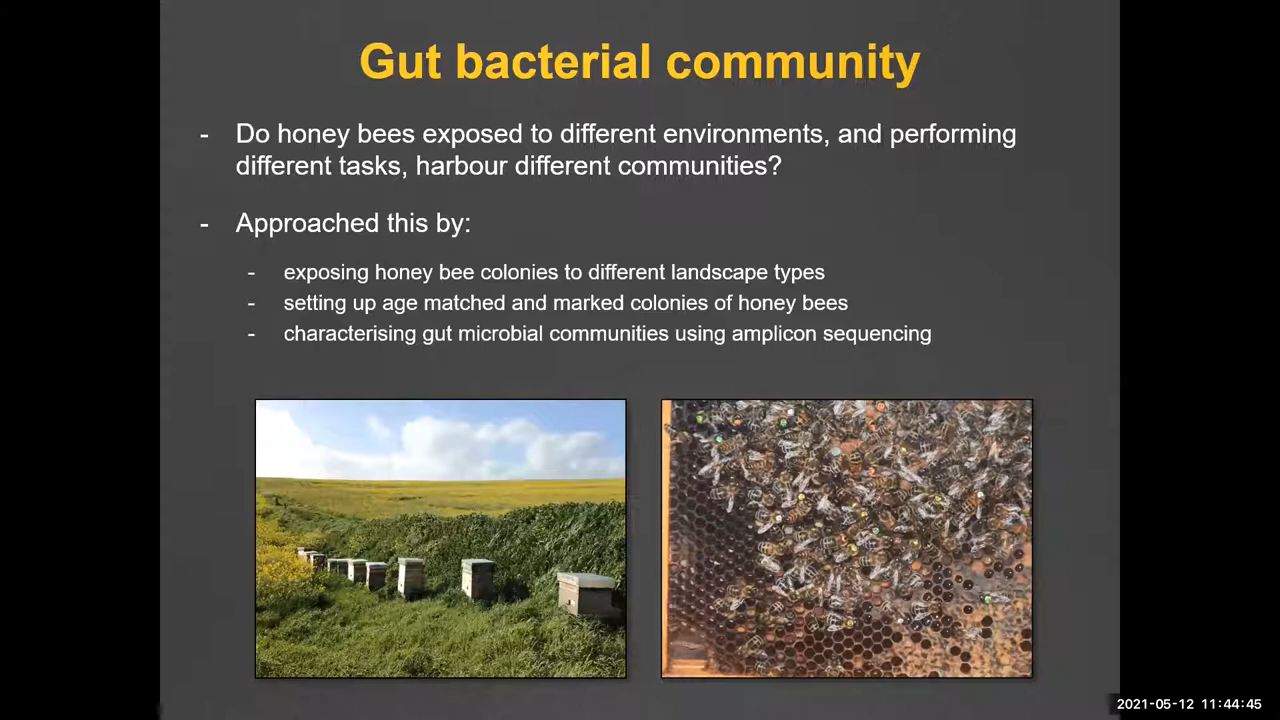 Gut bacterial community
- Do honey bees exposed to different environments, and performing
different tasks, harbour different communities?
- Approached this by:
- exposing honey bee colonies to different landscape types
- setting up age matched and marked colonies of honey bees
- characterising gut microbial communities using amplicon sequencing
2021-05-12 11:44:45